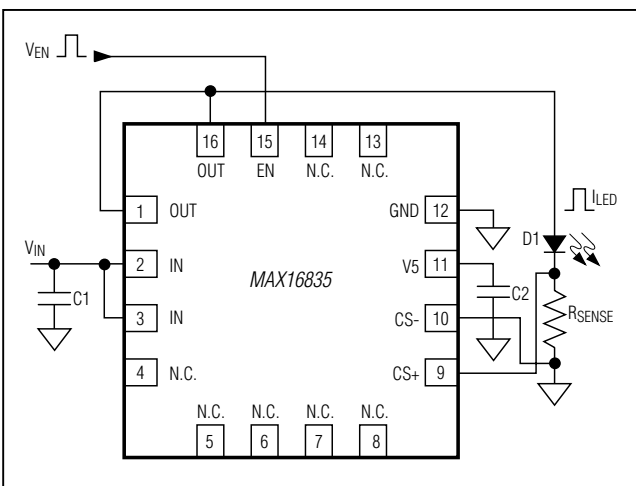 VEN
16 15 14 13
OUT EN N.C. N.C.
ILED
1 OUT GND 12
D1
VIN
2 IN V5 11
MAX16835
C1 C2
3 IN CS- 10
RSENSE
4 N.C. CS+ 9
N.C. N.C. N.C. N.C.
5 6 7 8